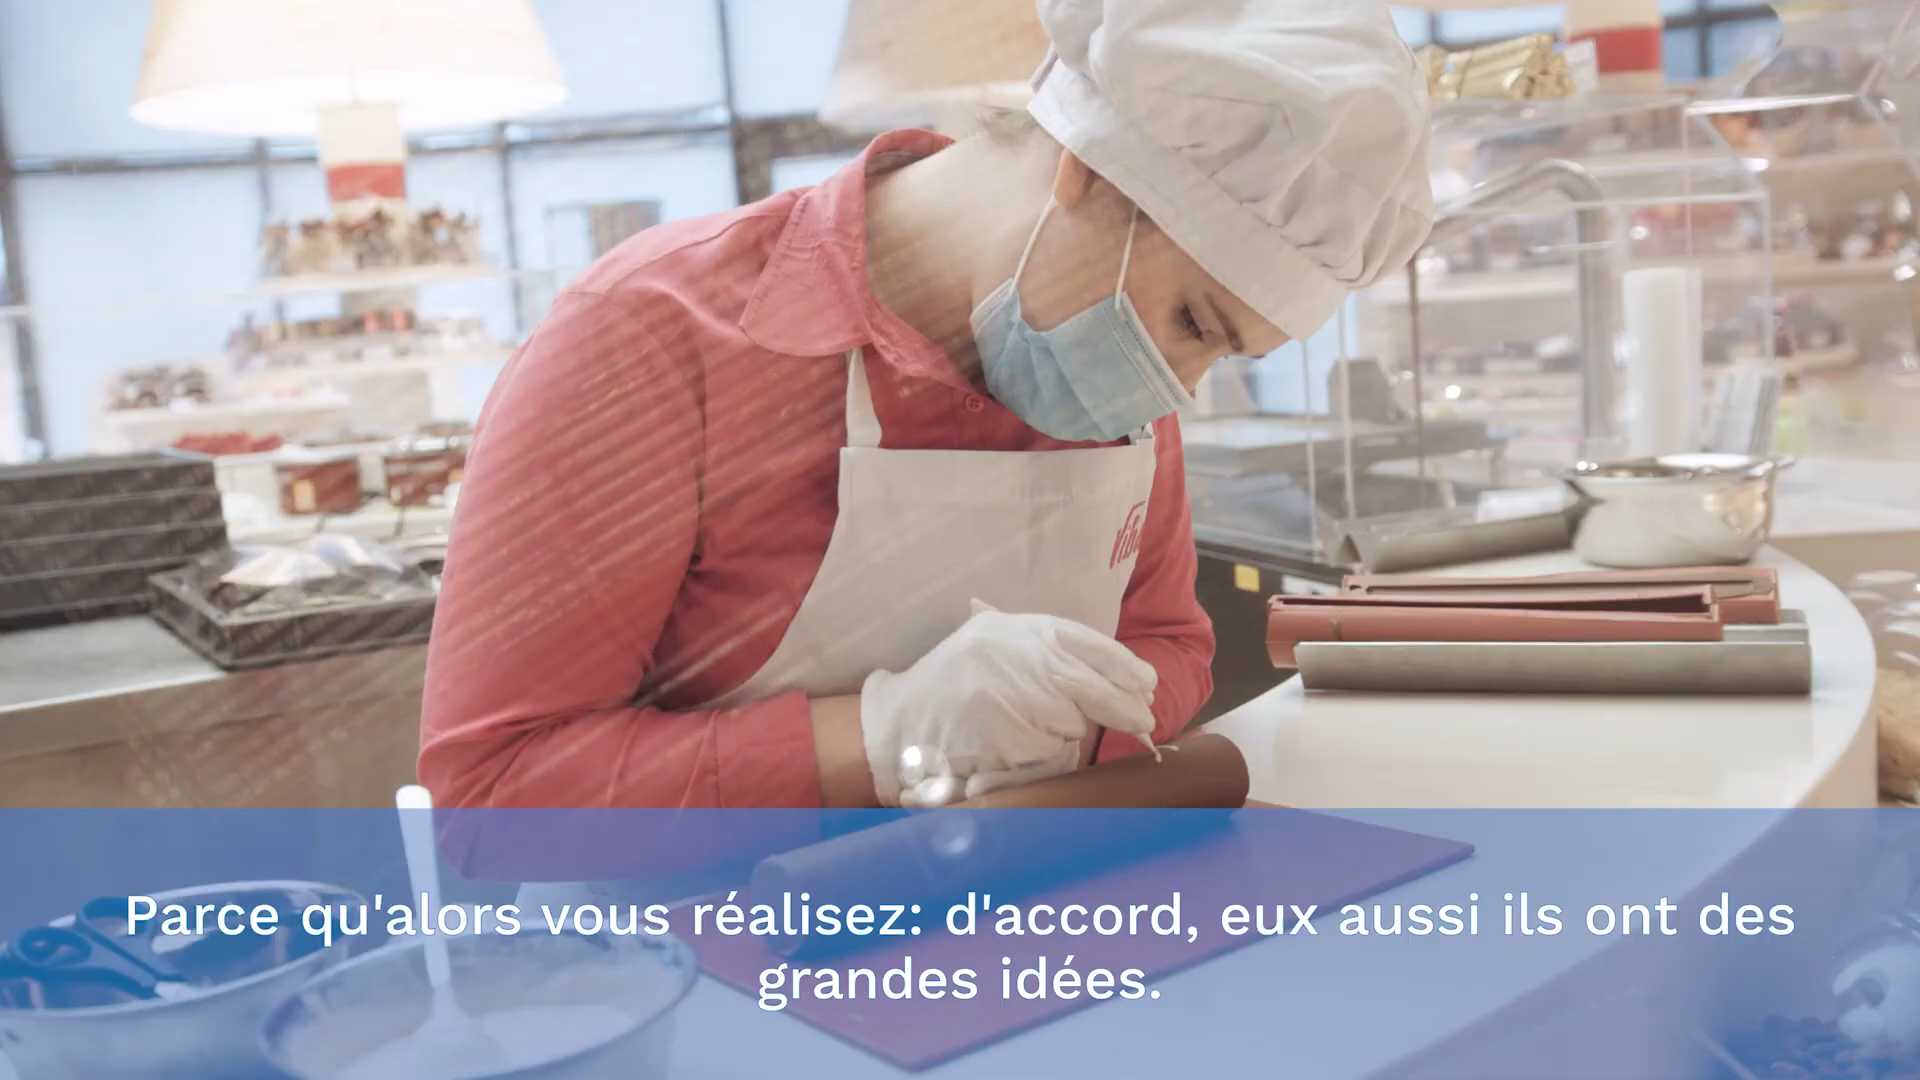 Parce qu'alors vous réalisez: d'accord, eux aussi ils ont des
grandes idées.